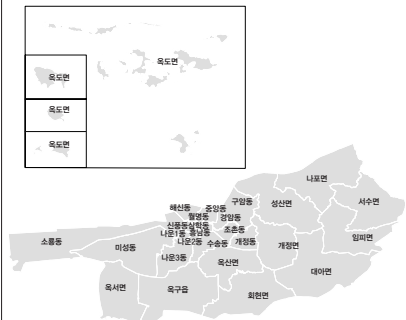 옥도면
옥도면
옥도면
옥도면
나포면
서수면
구암동
성산면
해신동
중앙동
월명동
경암동
신풍동
삼학동
조촌동
임피면
나운1동
흥남동
소룡동
미성동
나운2동
수송동
개정동
개정면
나운3동
옥산면
대야면
옥서면
옥구읍
회현면